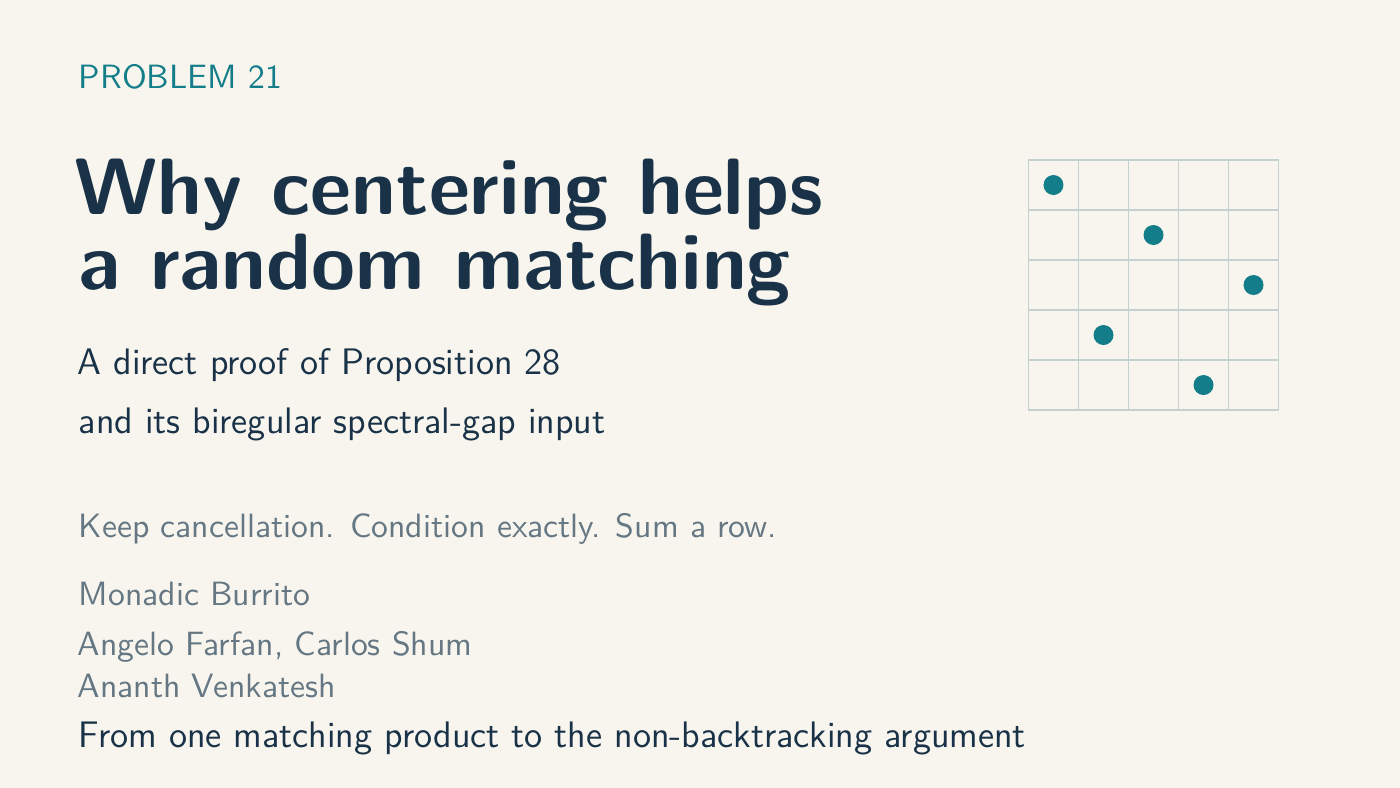 PROBLEM 21
Why centering helps
a random matching
A direct proof of Proposition 28
and its biregular spectral-gap input
Keep cancellation. Condition exactly. Sum a row.
Monadic Burrito
Angelo Farfan, Carlos Shum
Ananth Venkatesh
From one matching product to the non-backtracking argument